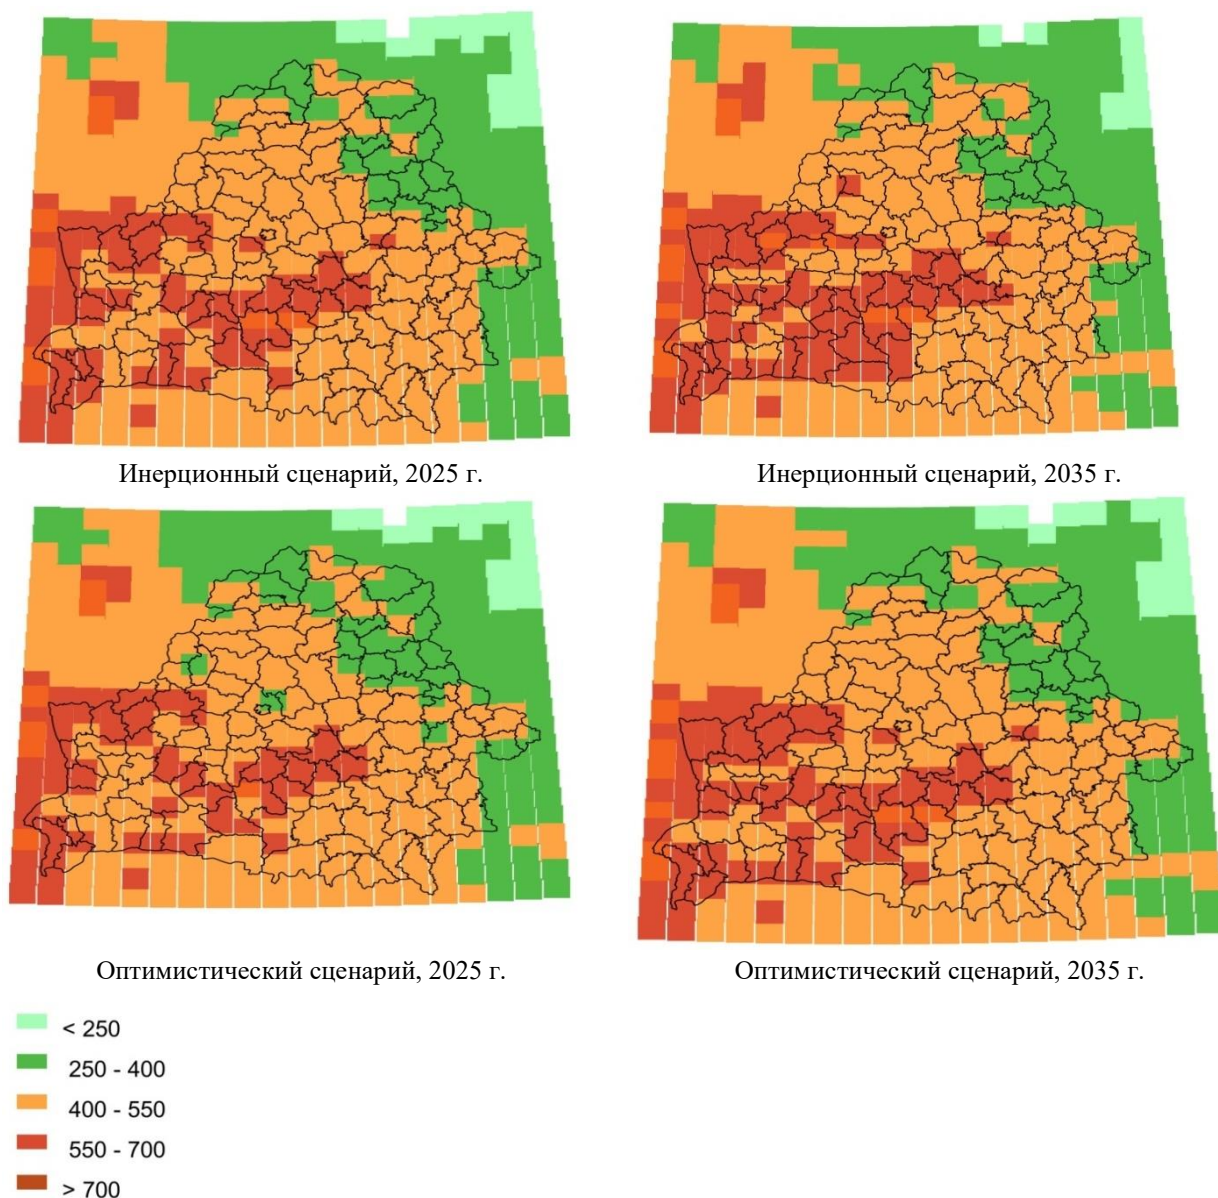 Инерционный сценарий, 2025 г.
Инерционный сценарий, 2035 г.
Оптимистический сценарий, 2025 г.
Оптимистический сценарий, 2035 г.
< 250
250 - 400
400 - 550
550 - 700
> 700